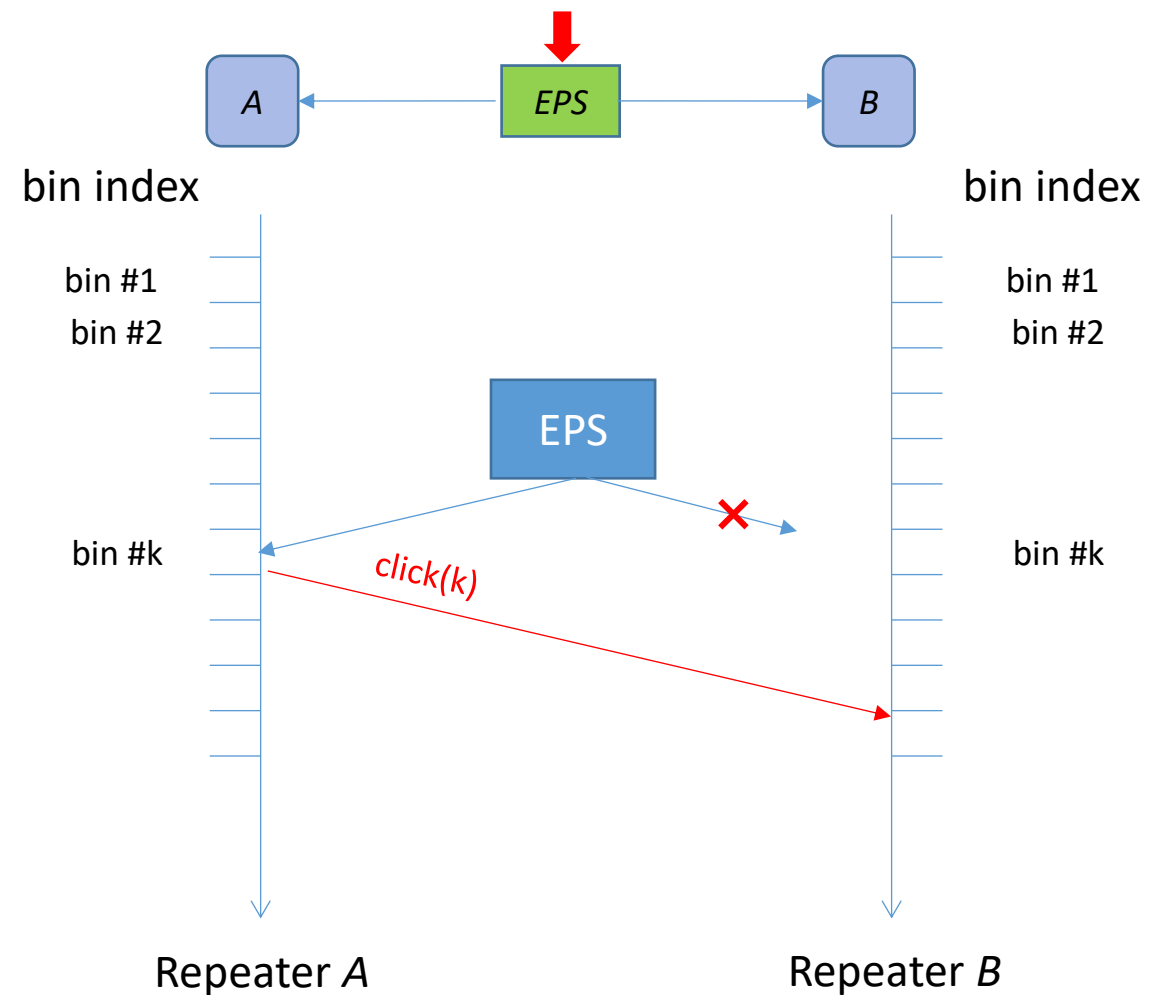 A
EPS
B
bin index
bin index
bin #1
bin #1
bin #2
bin #2
EPS
bin #k
click(k)
bin #k
Repeater A
Repeater B